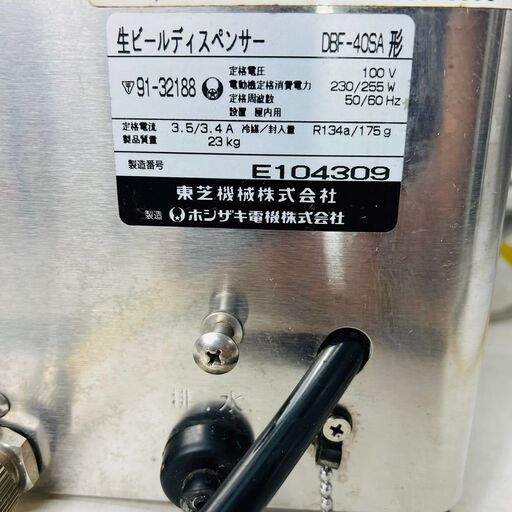 生ビールディスペンサー DBF-40SA 形
91-32188
定格電圧 100 V
電動機定格消費電力 230/255 W
定格周波数 50/60 Hz
設置 屋内用
定格電流 3.5/3.4 A 冷媒/封入量 R134a/175 g
製品質量 23 kg
製造番号 E104309
東芝機械株式会社
製造 ホシザキ電機株式会社
排水